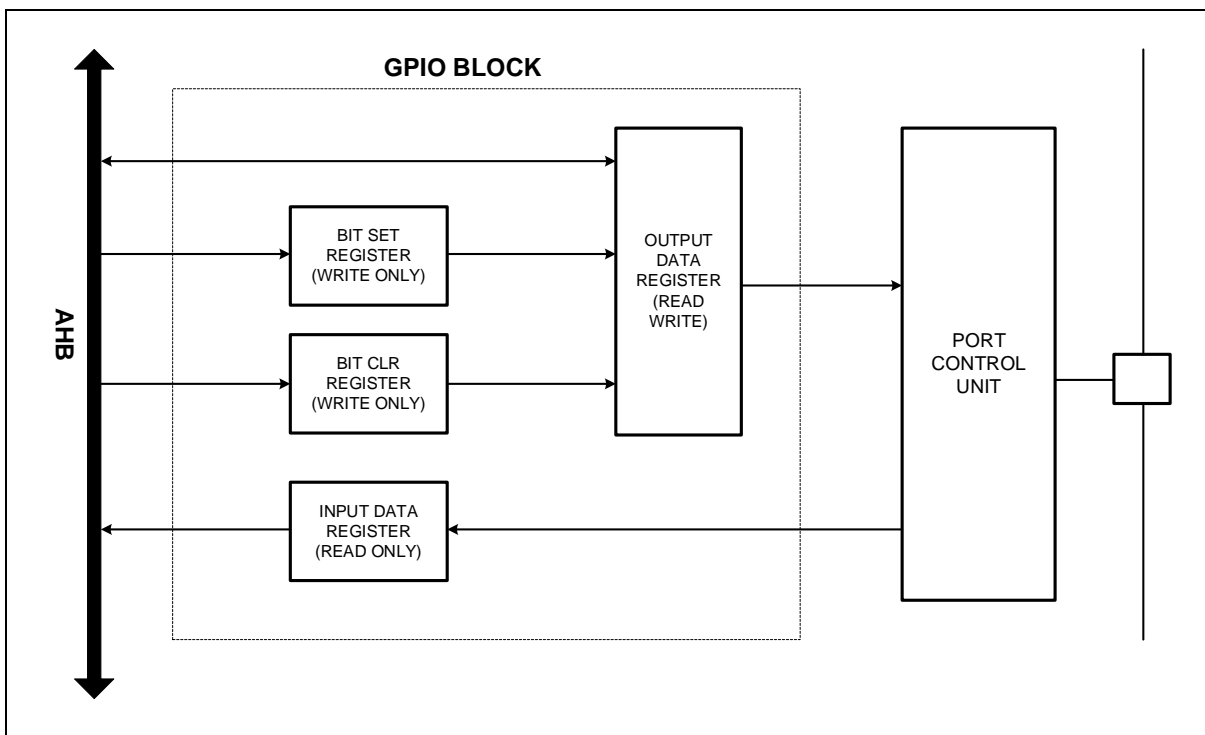 GPIO BLOCK
AHB
BIT SET
REGISTER
(WRITE ONLY)
BIT CLR
REGISTER
(WRITE ONLY)
INPUT DATA
REGISTER
(READ ONLY)
OUTPUT
DATA
REGISTER
(READ
WRITE)
PORT
CONTROL
UNIT